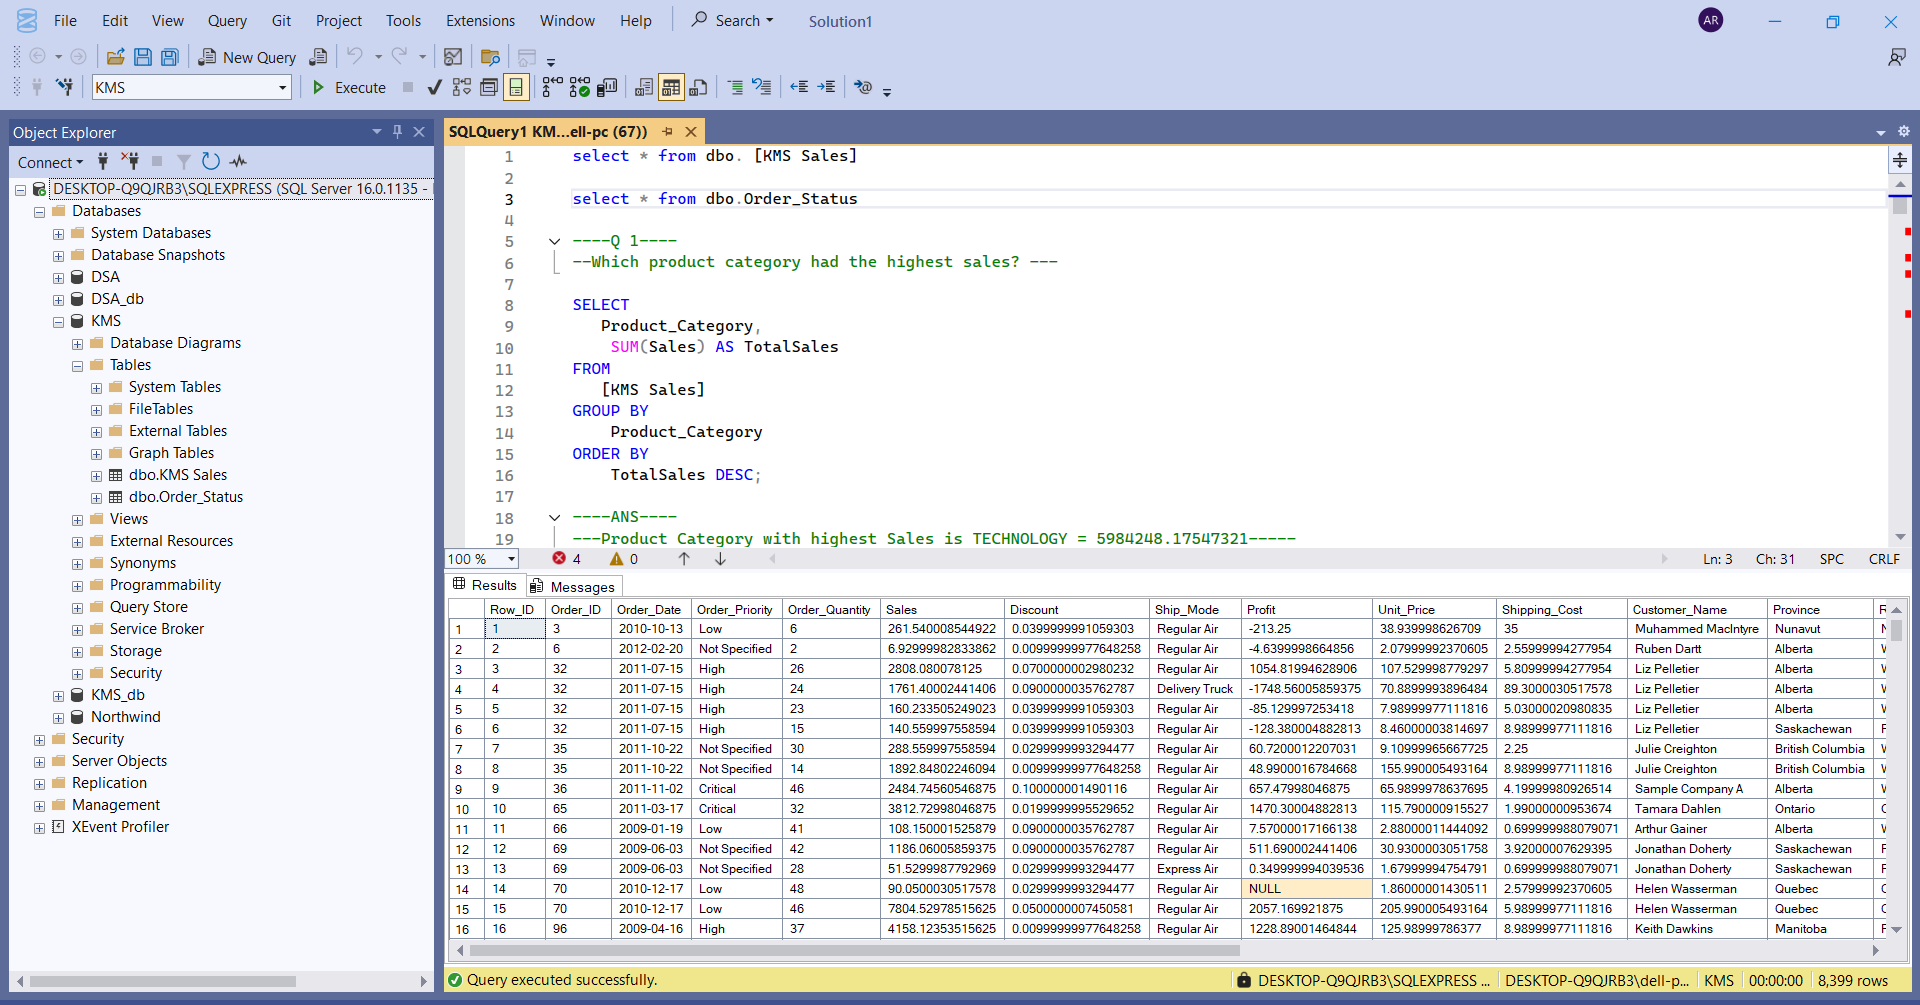 File Edit View Query Git Project Tools Extensions Window Help Search Solution1 AR
New Query
KMS Execute
Object Explorer
Connect
DESKTOP-Q9QJRB3\SQLEXPRESS (SQL Server 16.0.1135 -
Databases
System Databases
Database Snapshots
DSA
DSA_db
KMS
Database Diagrams
Tables
System Tables
FileTables
External Tables
Graph Tables
dbo.KMS Sales
dbo.Order_Status
Views
External Resources
Synonyms
Programmability
Query Store
Service Broker
Storage
Security
KMS_db
Northwind
Security
Server Objects
Replication
Management
XEvent Profiler
SQLQuery1 KM...ell-pc (67))
1 select * from dbo. [KMS Sales]
2
3 select * from dbo.Order_Status
4
5 ----Q 1----
6 --Which product category had the highest sales? ---
7
8 SELECT
9 Product_Category,
10 SUM(Sales) AS TotalSales
11 FROM
12 [KMS Sales]
13 GROUP BY
14 Product_Category
15 ORDER BY
16 TotalSales DESC;
17
18 ----ANS----
19 ---Product Category with highest Sales is TECHNOLOGY = 5984248.17547321-----
100 % 4 0 Ln: 3 Ch: 31 SPC CRLF
Results Messages
Row_ID Order_ID Order_Date Order_Priority Order_Quantity Sales Discount Ship_Mode Profit Unit_Price Shipping_Cost Customer_Name Province R
1 1 3 2010-10-13 Low 6 261.540008544922 0.0399999991059303 Regular Air -213.25 38.939998626709 35 Muhammed MacIntyre Nunavut
2 2 6 2012-02-20 Not Specified 2 6.92999982833862 0.00999999977648258 Regular Air -4.6399998664856 2.07999992370605 2.55999994277954 Ruben Dartt Alberta
3 3 32 2011-07-15 High 26 2808.080078125 0.0700000002980232 Regular Air 1054.81994628906 107.529998779297 5.80999994277954 Liz Pelletier Alberta
4 4 32 2011-07-15 High 24 1761.40002441406 0.0900000035762787 Delivery Truck -1748.56005859375 70.8899993896484 89.3000030517578 Liz Pelletier Alberta
5 5 32 2011-07-15 High 23 160.233505249023 0.0399999991059303 Regular Air -85.129997253418 7.98999977111816 5.03000020980835 Liz Pelletier Alberta
6 6 32 2011-07-15 High 15 140.559997558594 0.0399999991059303 Regular Air -128.380004882813 8.46000003814697 8.98999977111816 Liz Pelletier Saskachewan
7 7 35 2011-10-22 Not Specified 30 288.559997558594 0.0299999993294477 Regular Air 60.7200012207031 9.10999965667725 2.25 Julie Creighton British Columbia
8 8 35 2011-10-22 Not Specified 14 1892.84802246094 0.00999999977648258 Regular Air 48.9900016784668 155.990005493164 8.98999977111816 Julie Creighton British Columbia
9 9 36 2011-11-02 Critical 46 2484.74560546875 0.100000001490116 Regular Air 657.47998046875 65.9899978637695 4.19999980926514 Sample Company A Alberta
10 10 65 2011-03-17 Critical 32 3812.72998046875 0.0199999995529652 Regular Air 1470.30004882813 115.790000915527 1.99000000953674 Tamara Dahlen Ontario
11 11 66 2009-01-19 Low 41 108.150001525879 0.0900000035762787 Regular Air 7.57000017166138 2.88000011444092 0.699999988079071 Arthur Gainer Alberta
12 12 69 2009-06-03 Not Specified 42 1186.06005859375 0.0900000035762787 Regular Air 511.690002441406 30.9300003051758 3.92000007629395 Jonathan Doherty Saskachewan
13 13 69 2009-06-03 Not Specified 28 51.5299987792969 0.0299999993294477 Express Air 0.349999994039536 1.67999994754791 0.699999988079071 Jonathan Doherty Saskachewan
14 14 70 2010-12-17 Low 48 90.0500030517578 0.0299999993294477 Regular Air NULL 1.86000001430511 2.57999992370605 Helen Wasserman Quebec
15 15 70 2010-12-17 Low 46 7804.52978515625 0.0500000007450581 Regular Air 2057.169921875 205.990005493164 5.98999977111816 Helen Wasserman Quebec
16 16 96 2009-04-16 High 37 4158.12353515625 0.00999999977648258 Regular Air 1228.89001464844 125.98999786377 8.98999977111816 Keith Dawkins Manitoba
Query executed successfully. DESKTOP-Q9QJRB3\SQLEXPRESS ... DESKTOP-Q9QJRB3\dell-p... KMS 00:00:00 8,399 rows